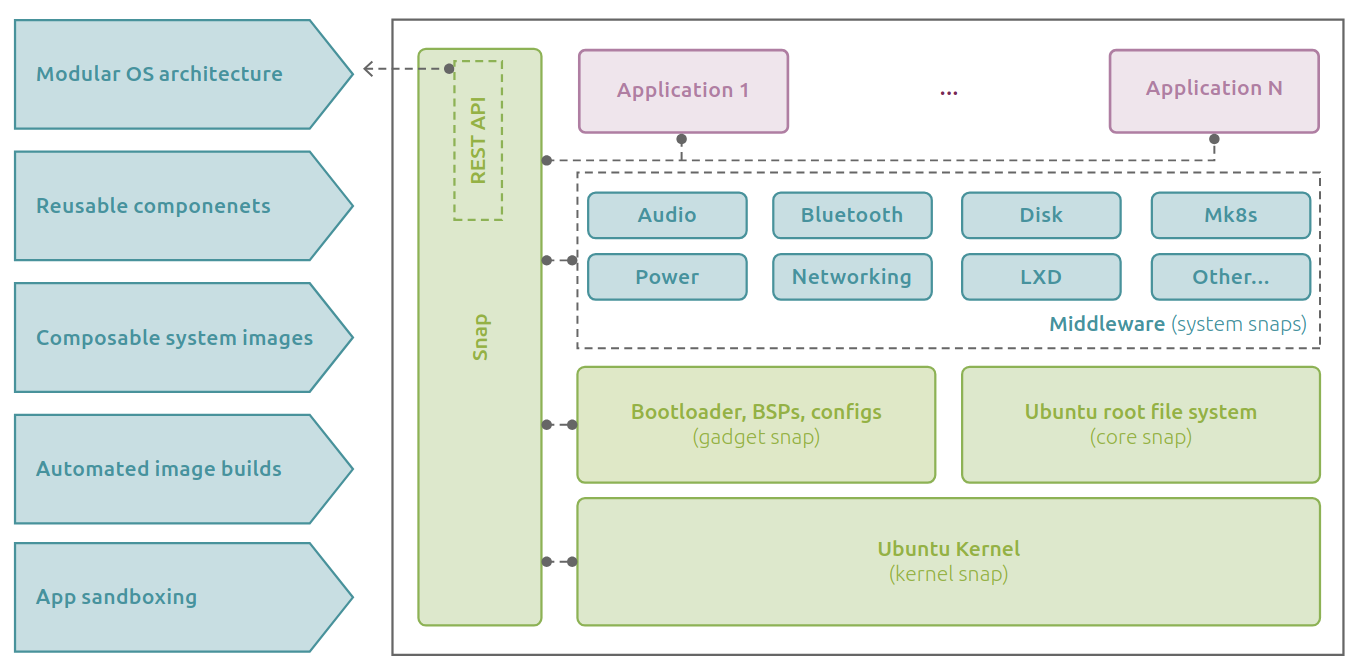 Modular OS architecture
Reusable componenets
Composable system images
Automated image builds
App sandboxing
REST API
Snap
Application 1
...
Application N
Audio
Bluetooth
Disk
Mk8s
Power
Networking
LXD
Other...
Middleware (system snaps)
Bootloader, BSPs, configs
(gadget snap)
Ubuntu root file system
(core snap)
Ubuntu Kernel
(kernel snap)